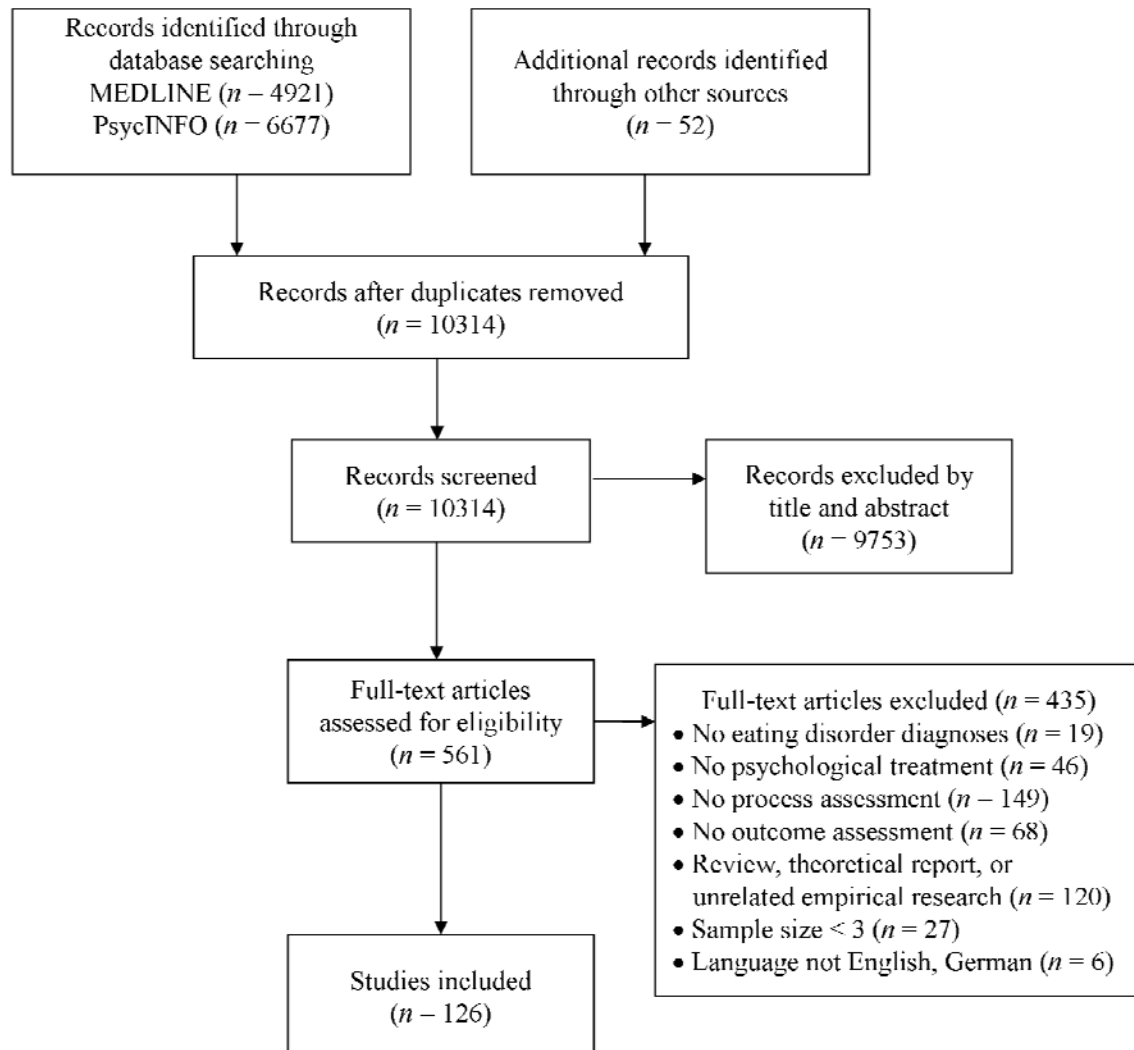 Records identified through
database searching
MEDLINE (n – 4921)
PsycINFO (n = 6677)
Additional records identified
through other sources
(n = 52)
Records after duplicates removed
(n = 10314)
Records screened
(n = 10314)
Records excluded by
title and abstract
(n – 9753)
Full-text articles
assessed for eligibility
(n = 561)
Full-text articles excluded (n = 435)
• No eating disorder diagnoses (n = 19)
• No psychological treatment (n = 46)
• No process assessment (n – 149)
• No outcome assessment (n = 68)
• Review, theoretical report, or
unrelated empirical research (n = 120)
• Sample size < 3 (n = 27)
• Language not English, German (n = 6)
Studies included
(n – 126)